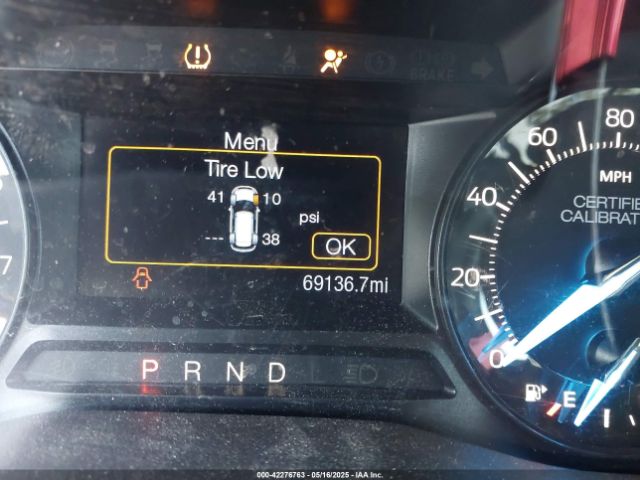 BRAKE
Menu
Tire Low
41 10
psi
--- 38
OK
69136.7mi
P R N D
0
20
40
60
80
MPH
CERTIFIE
CALIBRAT
E
7
000-42276763 - 05/16/2025 - IAA Inc.